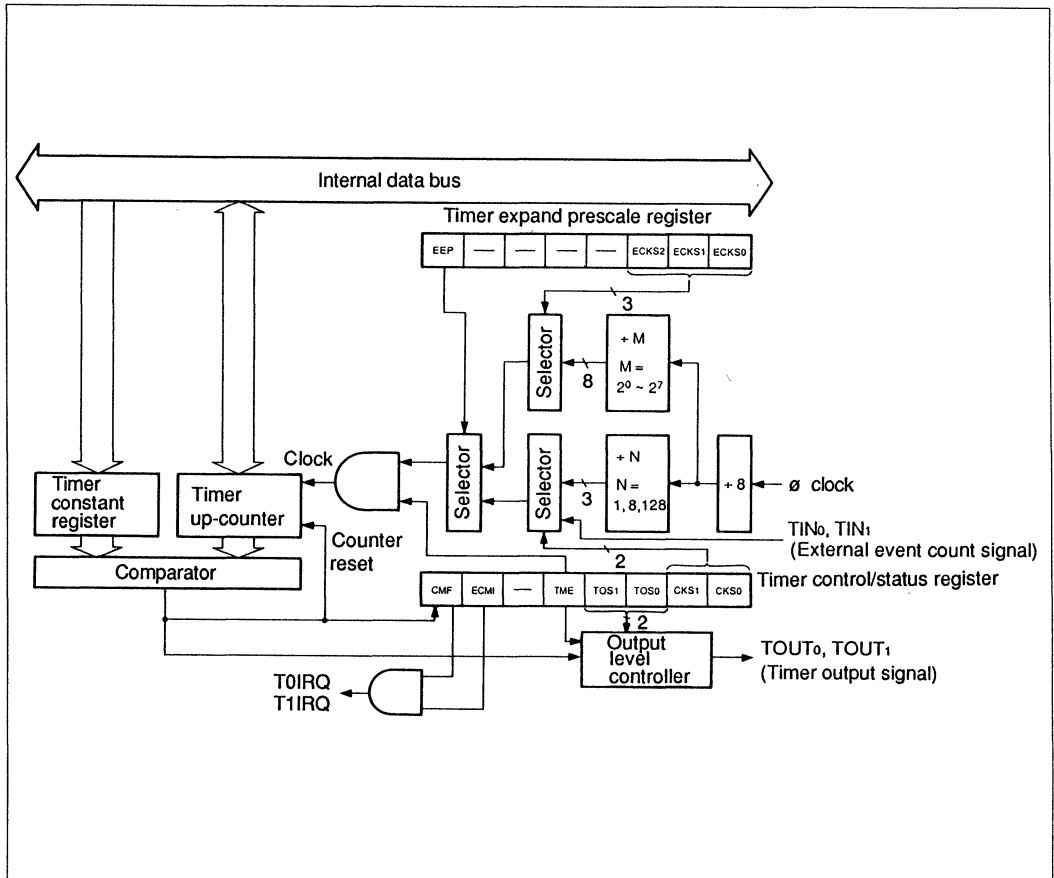 Internal data bus
Timer expand prescale register
EEP — — — — ECKS2 ECKS1 ECKS0
3
Selector
÷ M
M =
2⁰ ~ 2⁷
8
Clock
Selector
Selector
÷ N
N =
1, 8, 128
3
÷ 8
ø clock
Timer
constant
register
Timer
up-counter
TIN₀, TIN₁
(External event count signal)
Counter
reset
2
Comparator
Timer control/status register
CMF ECMI — TME TOS1 TOS0 CKS1 CKS0
2
Output
level
controller
TOUT₀, TOUT₁
(Timer output signal)
T0IRQ
T1IRQ